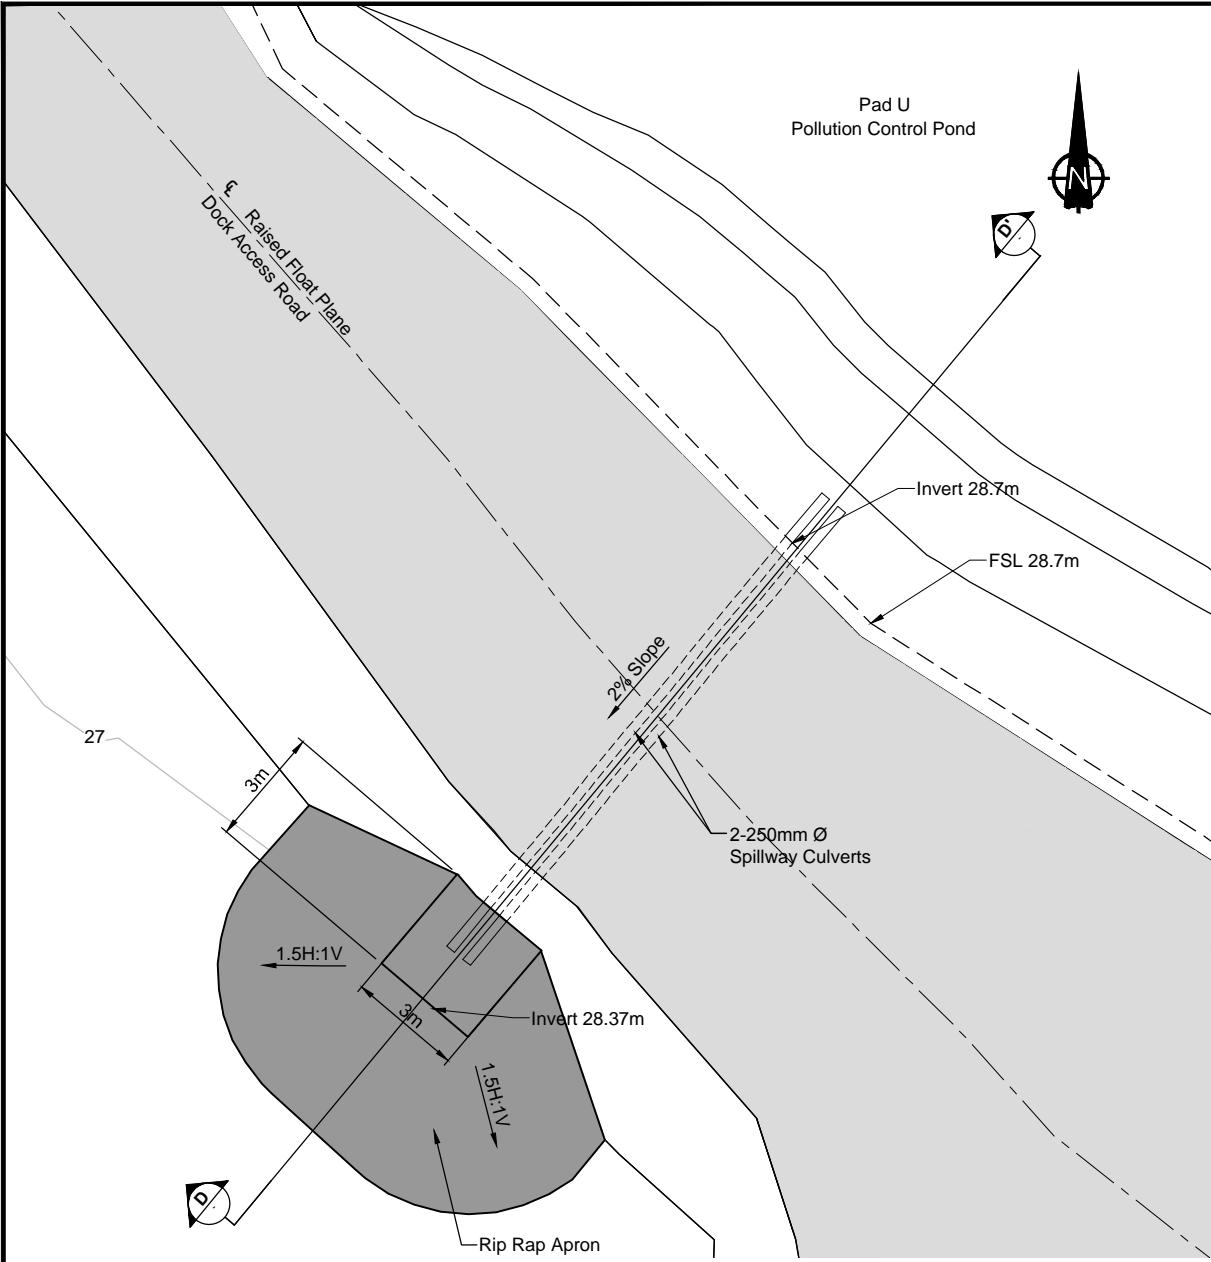 Pad U
Pollution Control Pond
N
D'
℄ Raised Float Plane
Dock Access Road
Invert 28.7m
FSL 28.7m
2% Slope
27
3m
2-250mm Ø
Spillway Culverts
1.5H:1V
3m
Invert 28.37m
1.5H:1V
D
Rip Rap Apron